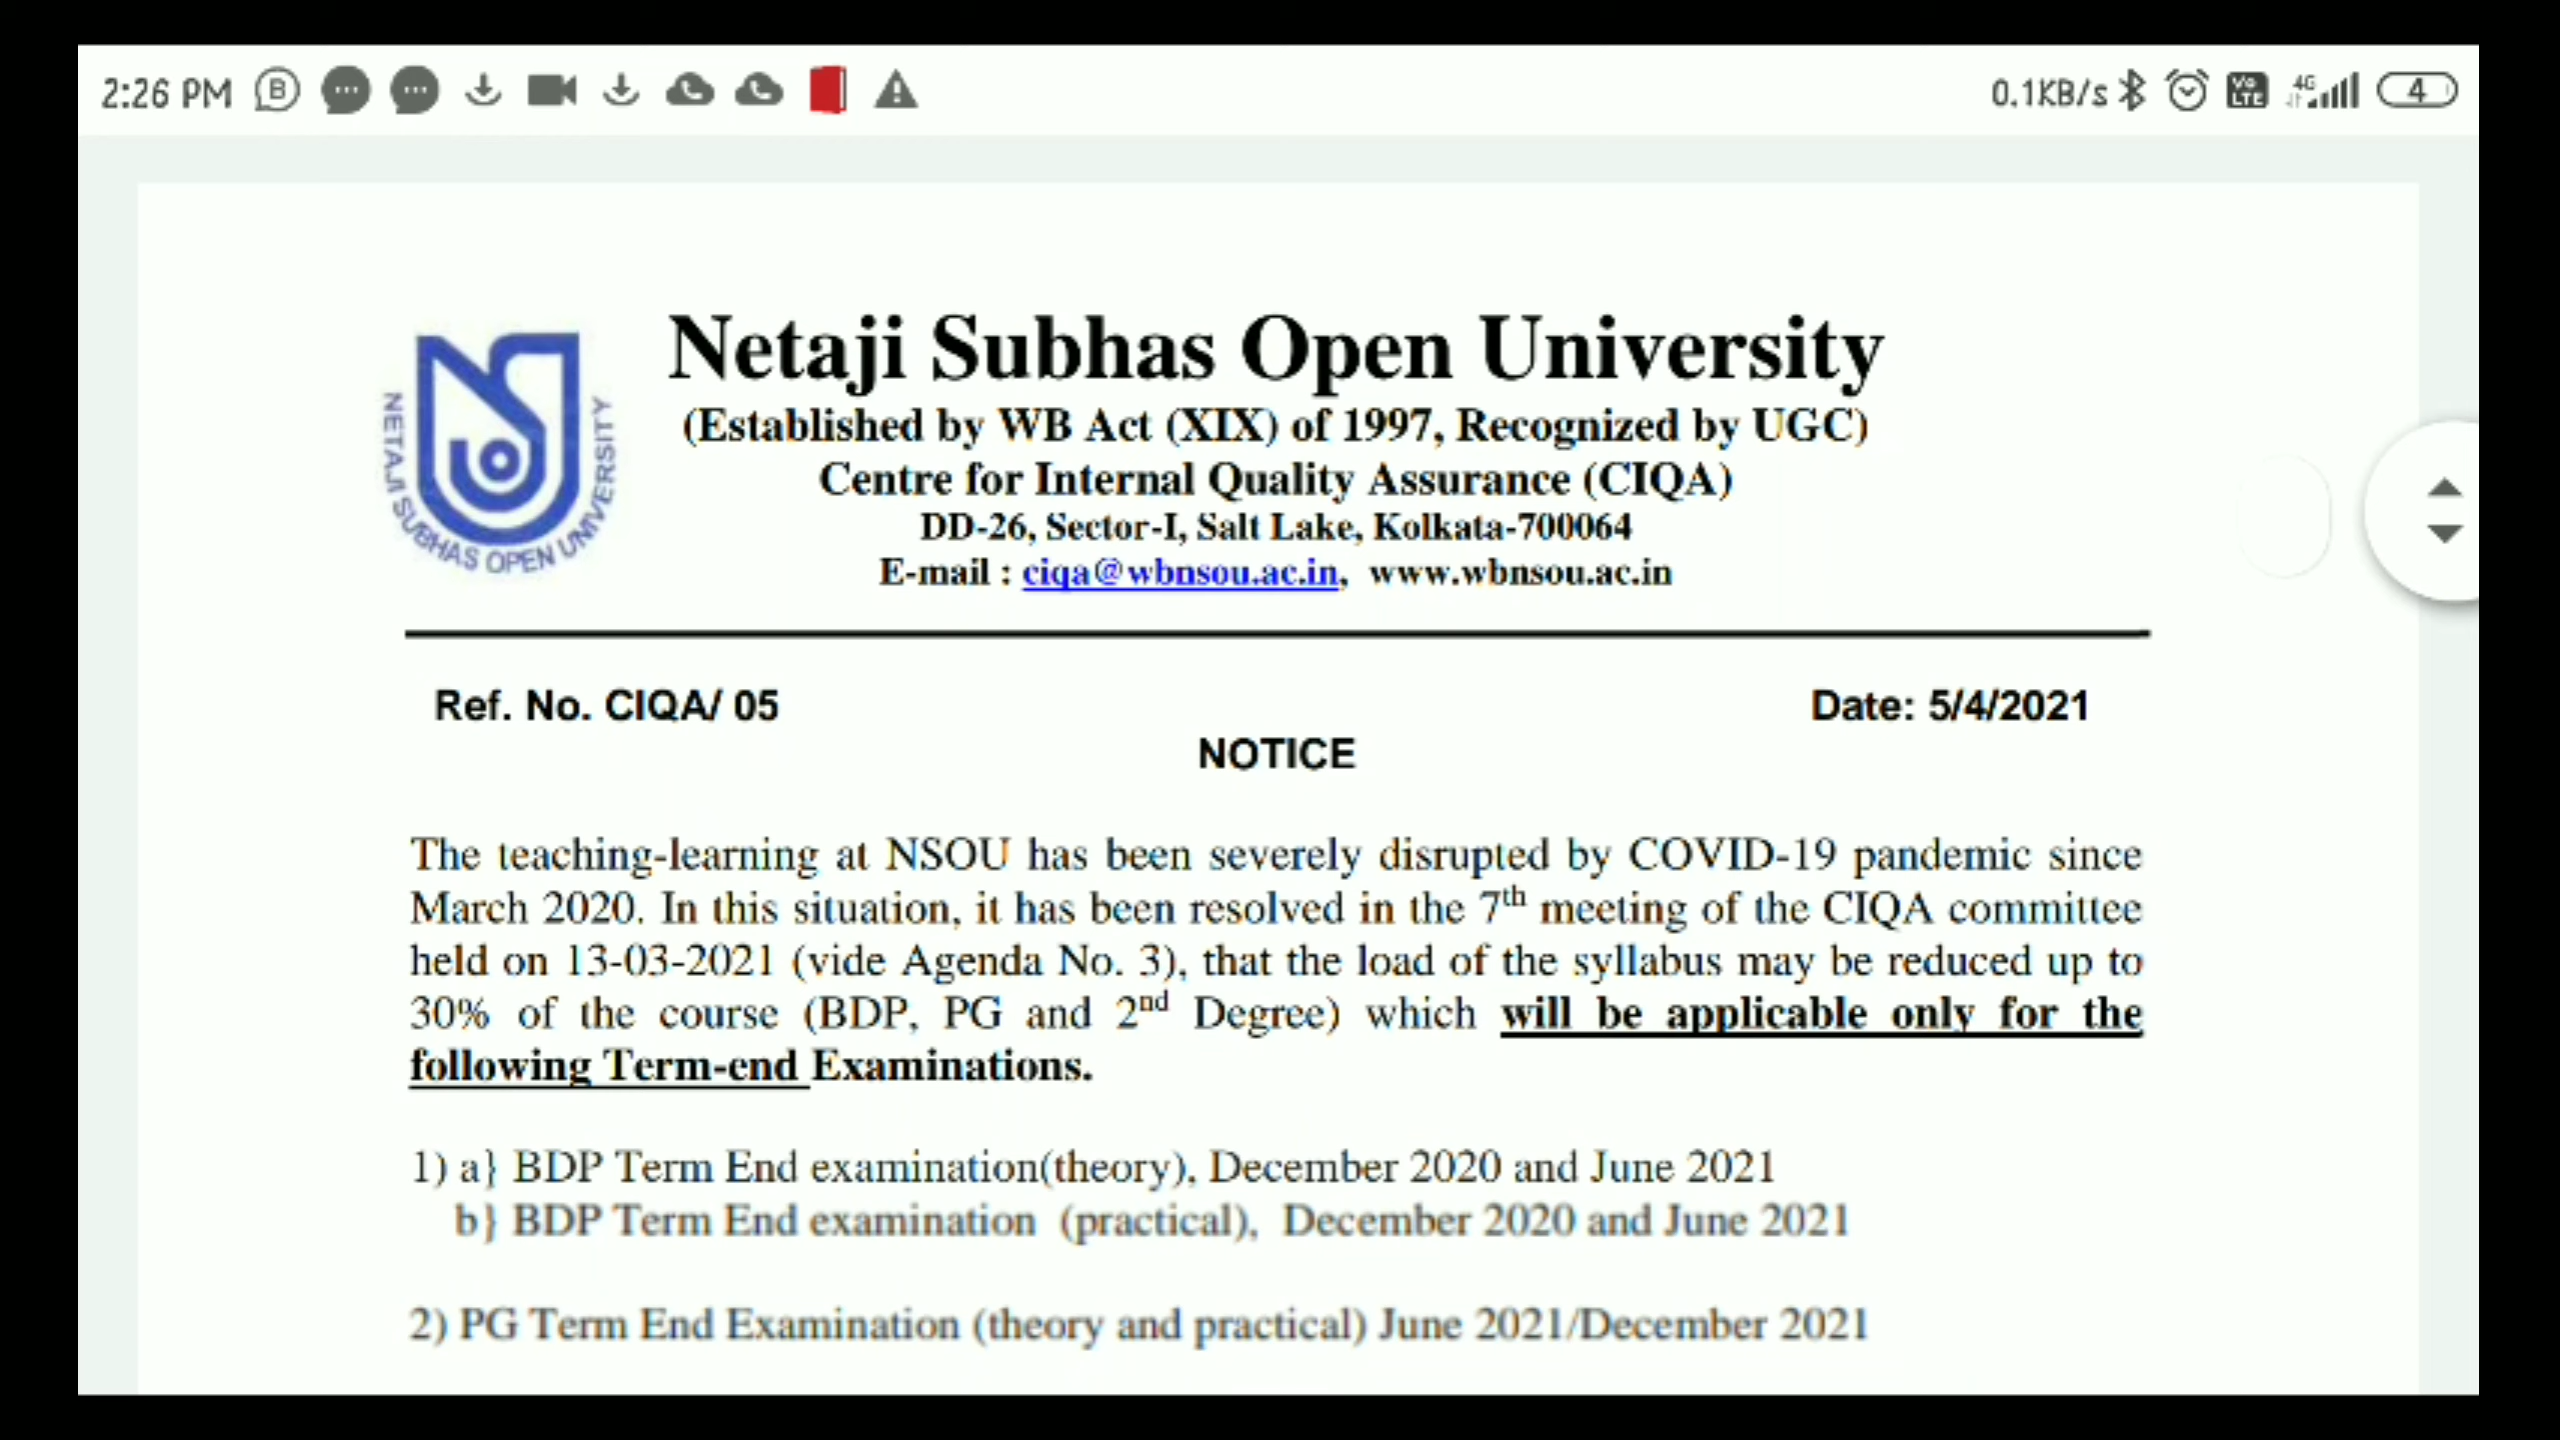 2:26 PM
0.1KB/s
Vo LTE
4G
4
Netaji Subhas Open University
(Established by WB Act (XIX) of 1997, Recognized by UGC)
Centre for Internal Quality Assurance (CIQA)
DD-26, Sector-I, Salt Lake, Kolkata-700064
E-mail : ciqa@wbnsou.ac.in, www.wbnsou.ac.in
NETAJI SUBHAS OPEN UNIVERSITY
Ref. No. CIQA/ 05
Date: 5/4/2021
NOTICE
The teaching-learning at NSOU has been severely disrupted by COVID-19 pandemic since
March 2020. In this situation, it has been resolved in the 7th meeting of the CIQA committee
held on 13-03-2021 (vide Agenda No. 3), that the load of the syllabus may be reduced up to
30% of the course (BDP, PG and 2nd Degree) which will be applicable only for the
following Term-end Examinations.
1) a} BDP Term End examination(theory), December 2020 and June 2021
b} BDP Term End examination (practical), December 2020 and June 2021
2) PG Term End Examination (theory and practical) June 2021/December 2021